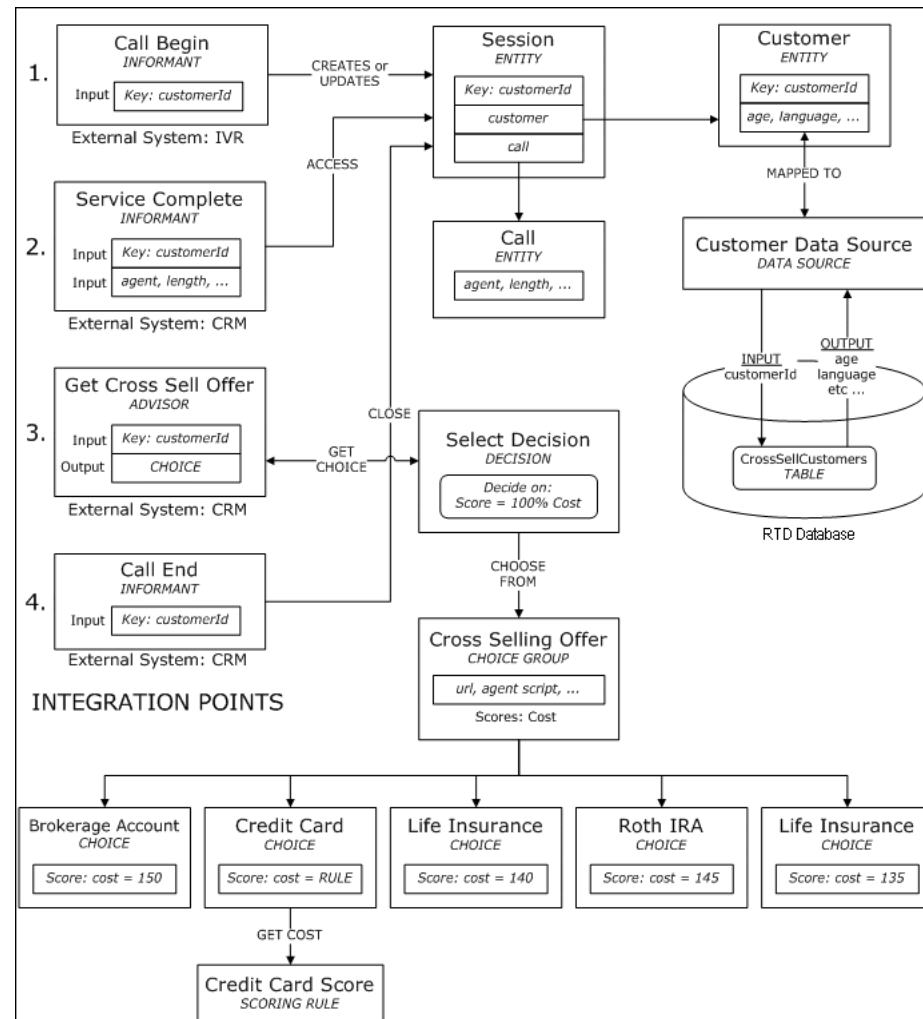 1.
Call Begin
INFORMANT
Input
Key: customerId
External System: IVR
CREATES or
UPDATES
Session
ENTITY
Key: customerId
customer
call
Customer
ENTITY
Key: customerId
age, language, ...
ACCESS
MAPPED TO
2.
Service Complete
INFORMANT
Input
Key: customerId
Input
agent, length, ...
External System: CRM
Call
ENTITY
agent, length, ...
Customer Data Source
DATA SOURCE
INPUT
customerId
OUTPUT
age
language
etc ...
CrossSellCustomers
TABLE
RTD Database
3.
Get Cross Sell Offer
ADVISOR
Input
Key: customerId
Output
CHOICE
External System: CRM
CLOSE
GET
CHOICE
Select Decision
DECISION
Decide on:
Score = 100% Cost
4.
Call End
INFORMANT
Input
Key: customerId
External System: CRM
CHOOSE
FROM
Cross Selling Offer
CHOICE GROUP
url, agent script, ...
Scores: Cost
INTEGRATION POINTS
Brokerage Account
CHOICE
Score: cost = 150
Credit Card
CHOICE
Score: cost = RULE
Life Insurance
CHOICE
Score: cost = 140
Roth IRA
CHOICE
Score: cost = 145
Life Insurance
CHOICE
Score: cost = 135
GET COST
Credit Card Score
SCORING RULE